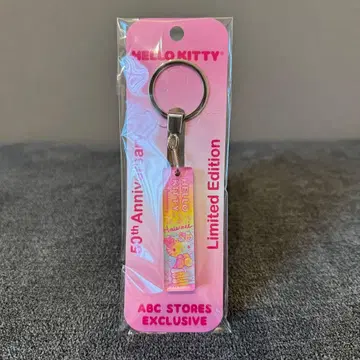 HELLO KITTY®
50th Anniversary
Limited Edition
ABC STORES
EXCLUSIVE